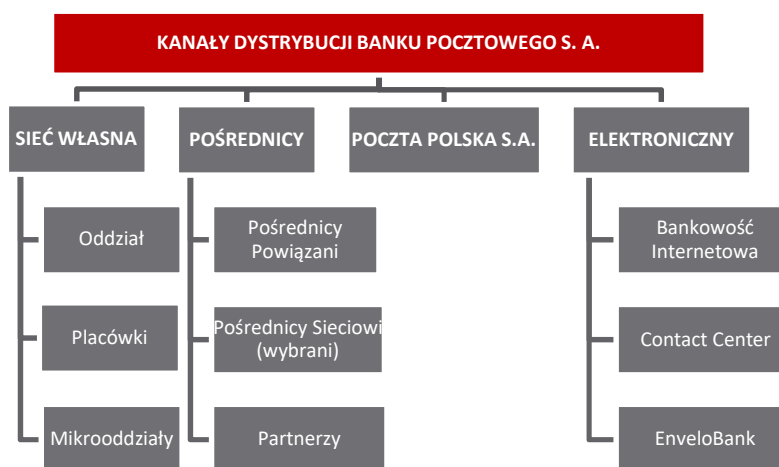 KANAŁY DYSTRYBUCJI BANKU POCZTOWEGO S. A.
SIEĆ WŁASNA
POŚREDNICY
POCZTA POLSKA S.A.
ELEKTRONICZNY
Oddział
Pośrednicy
Powiązani
Bankowość
Internetowa
Placówki
Pośrednicy Sieciowi
(wybrani)
Contact Center
Mikrooddziały
Partnerzy
EnveloBank